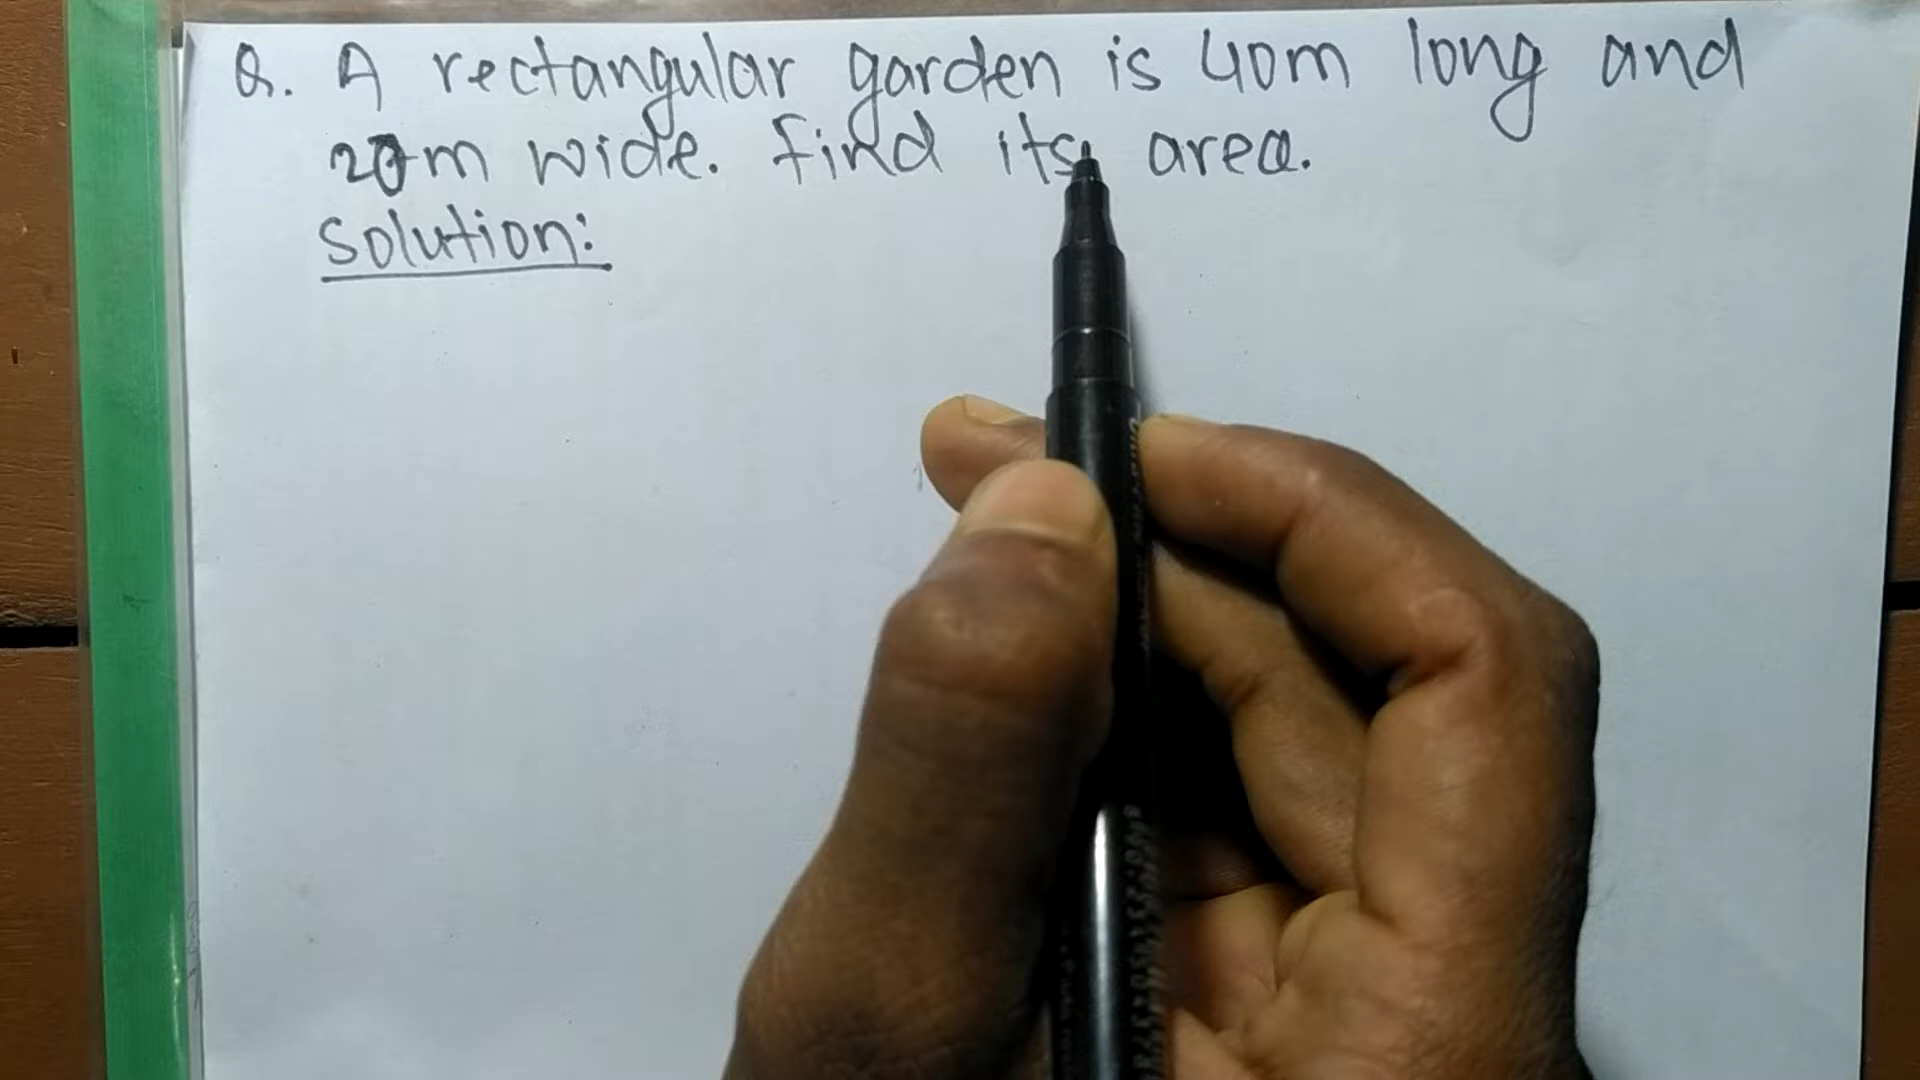 Q. A rectangular garden is 40m long and
20m wide. Find its area.
Solution: